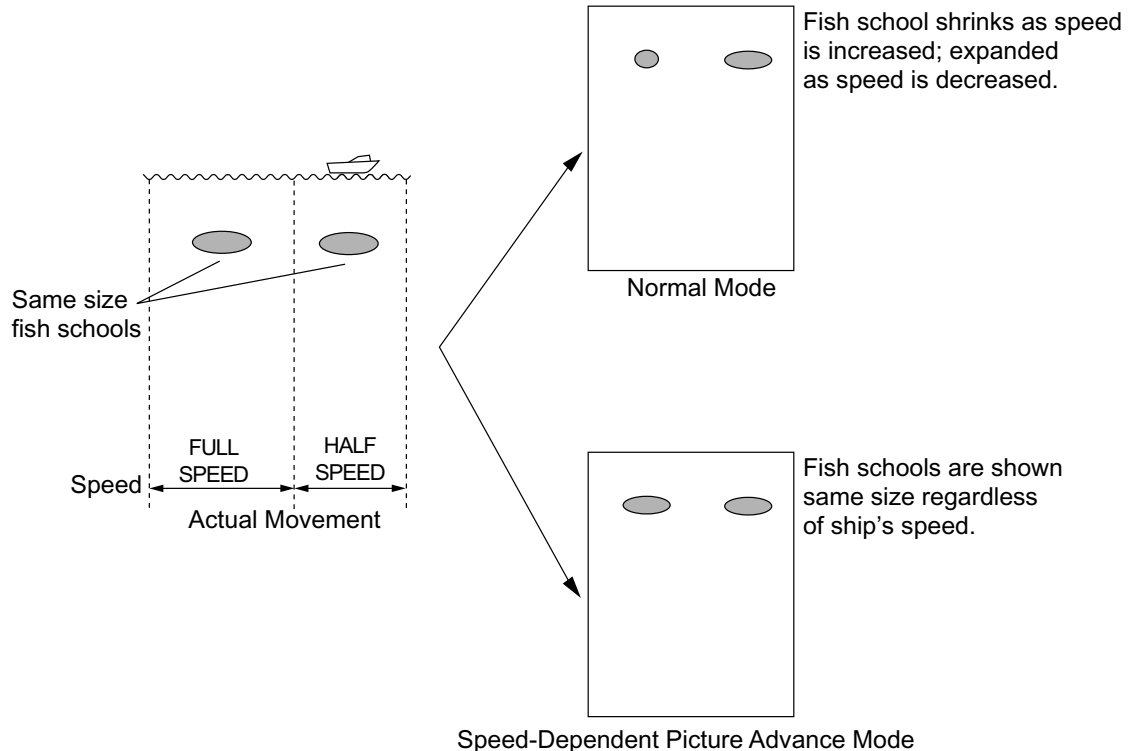 Fish school shrinks as speed
is increased; expanded
as speed is decreased.
Normal Mode
Same size
fish schools
FULL
SPEED
HALF
SPEED
Speed
Actual Movement
Fish schools are shown
same size regardless
of ship's speed.
Speed-Dependent Picture Advance Mode